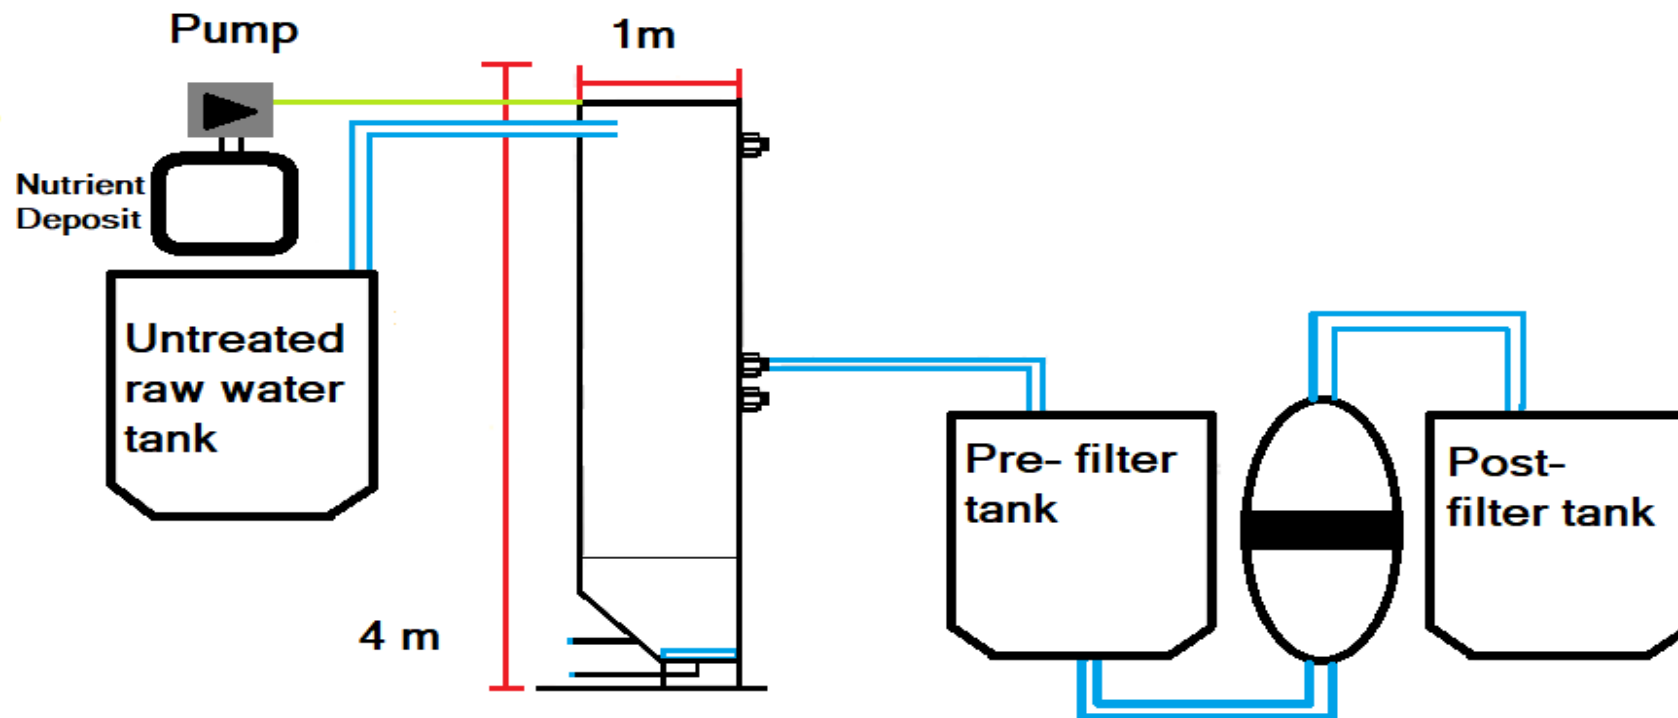 Pump
1m
Nutrient
Deposit
Untreated
raw water
tank
4 m
Pre- filter
tank
Post-
filter tank